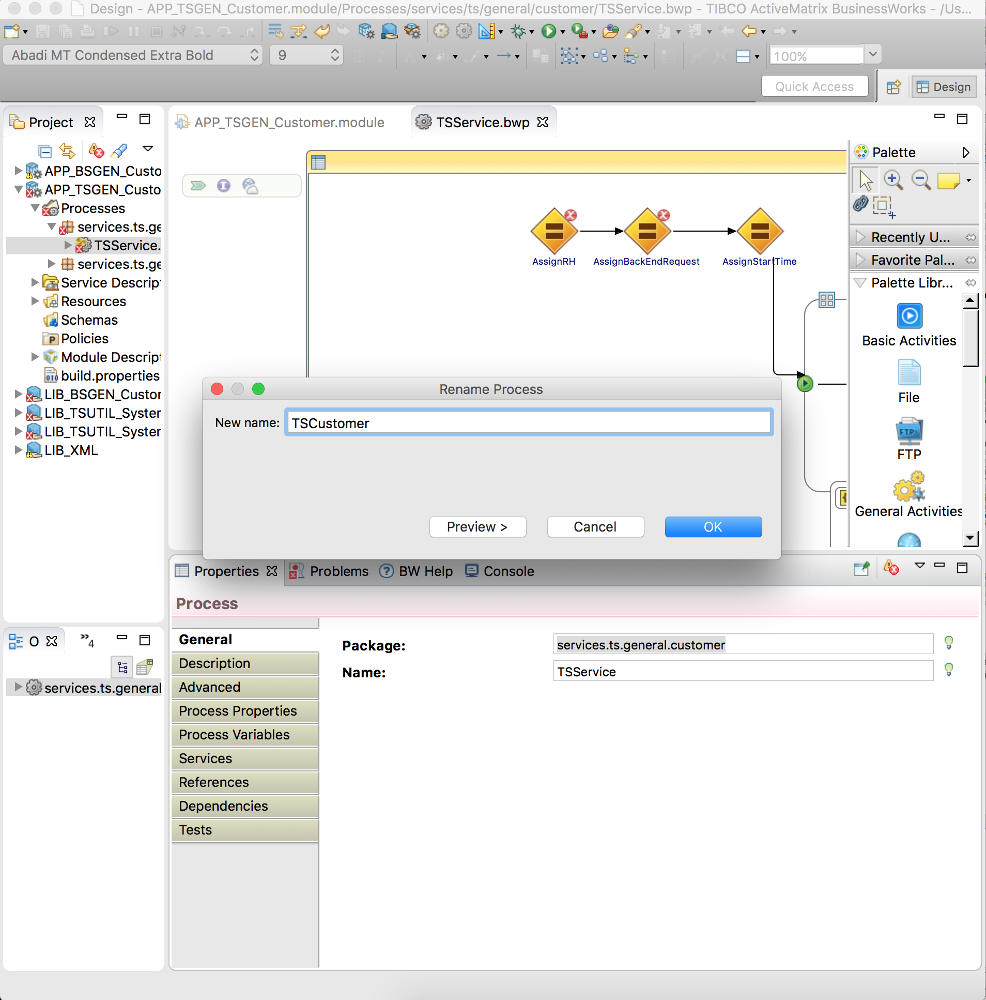 Design - APP_TSGEN_Customer.module/Processes/services/ts/general/customer/TSService.bwp - TIBCO ActiveMatrix BusinessWorks - /Us...
Abadi MT Condensed Extra Bold
9
100%
Quick Access
Design
Project
APP_TSGEN_Customer.module
TSService.bwp
APP_BSGEN_Custo
APP_TSGEN_Custo
Processes
services.ts.ge
TSService.
services.ts.ge
Service Descript
Resources
Schemas
Policies
Module Descript
build.properties
LIB_BSGEN_Custor
LIB_TSUTIL_Syster
LIB_TSUTIL_Syster
LIB_XML
AssignRH
AssignBackEndRequest
AssignStartTime
Palette
Recently U...
Favorite Pal...
Palette Libr...
Basic Activities
File
FTP
General Activities
Rename Process
New name:
TSCustomer
Preview >
Cancel
OK
Properties
Problems
BW Help
Console
O
4
services.ts.general
Process
General
Description
Advanced
Process Properties
Process Variables
Services
References
Dependencies
Tests
Package:
services.ts.general.customer
Name:
TSService